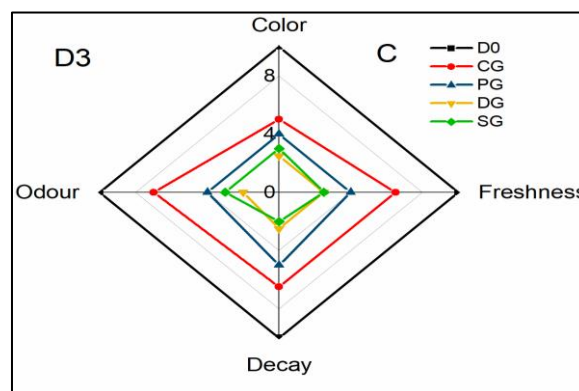 Color
D3
C
D0
CG
PG
DG
SG
8
4
0
Odour
Freshness
Decay